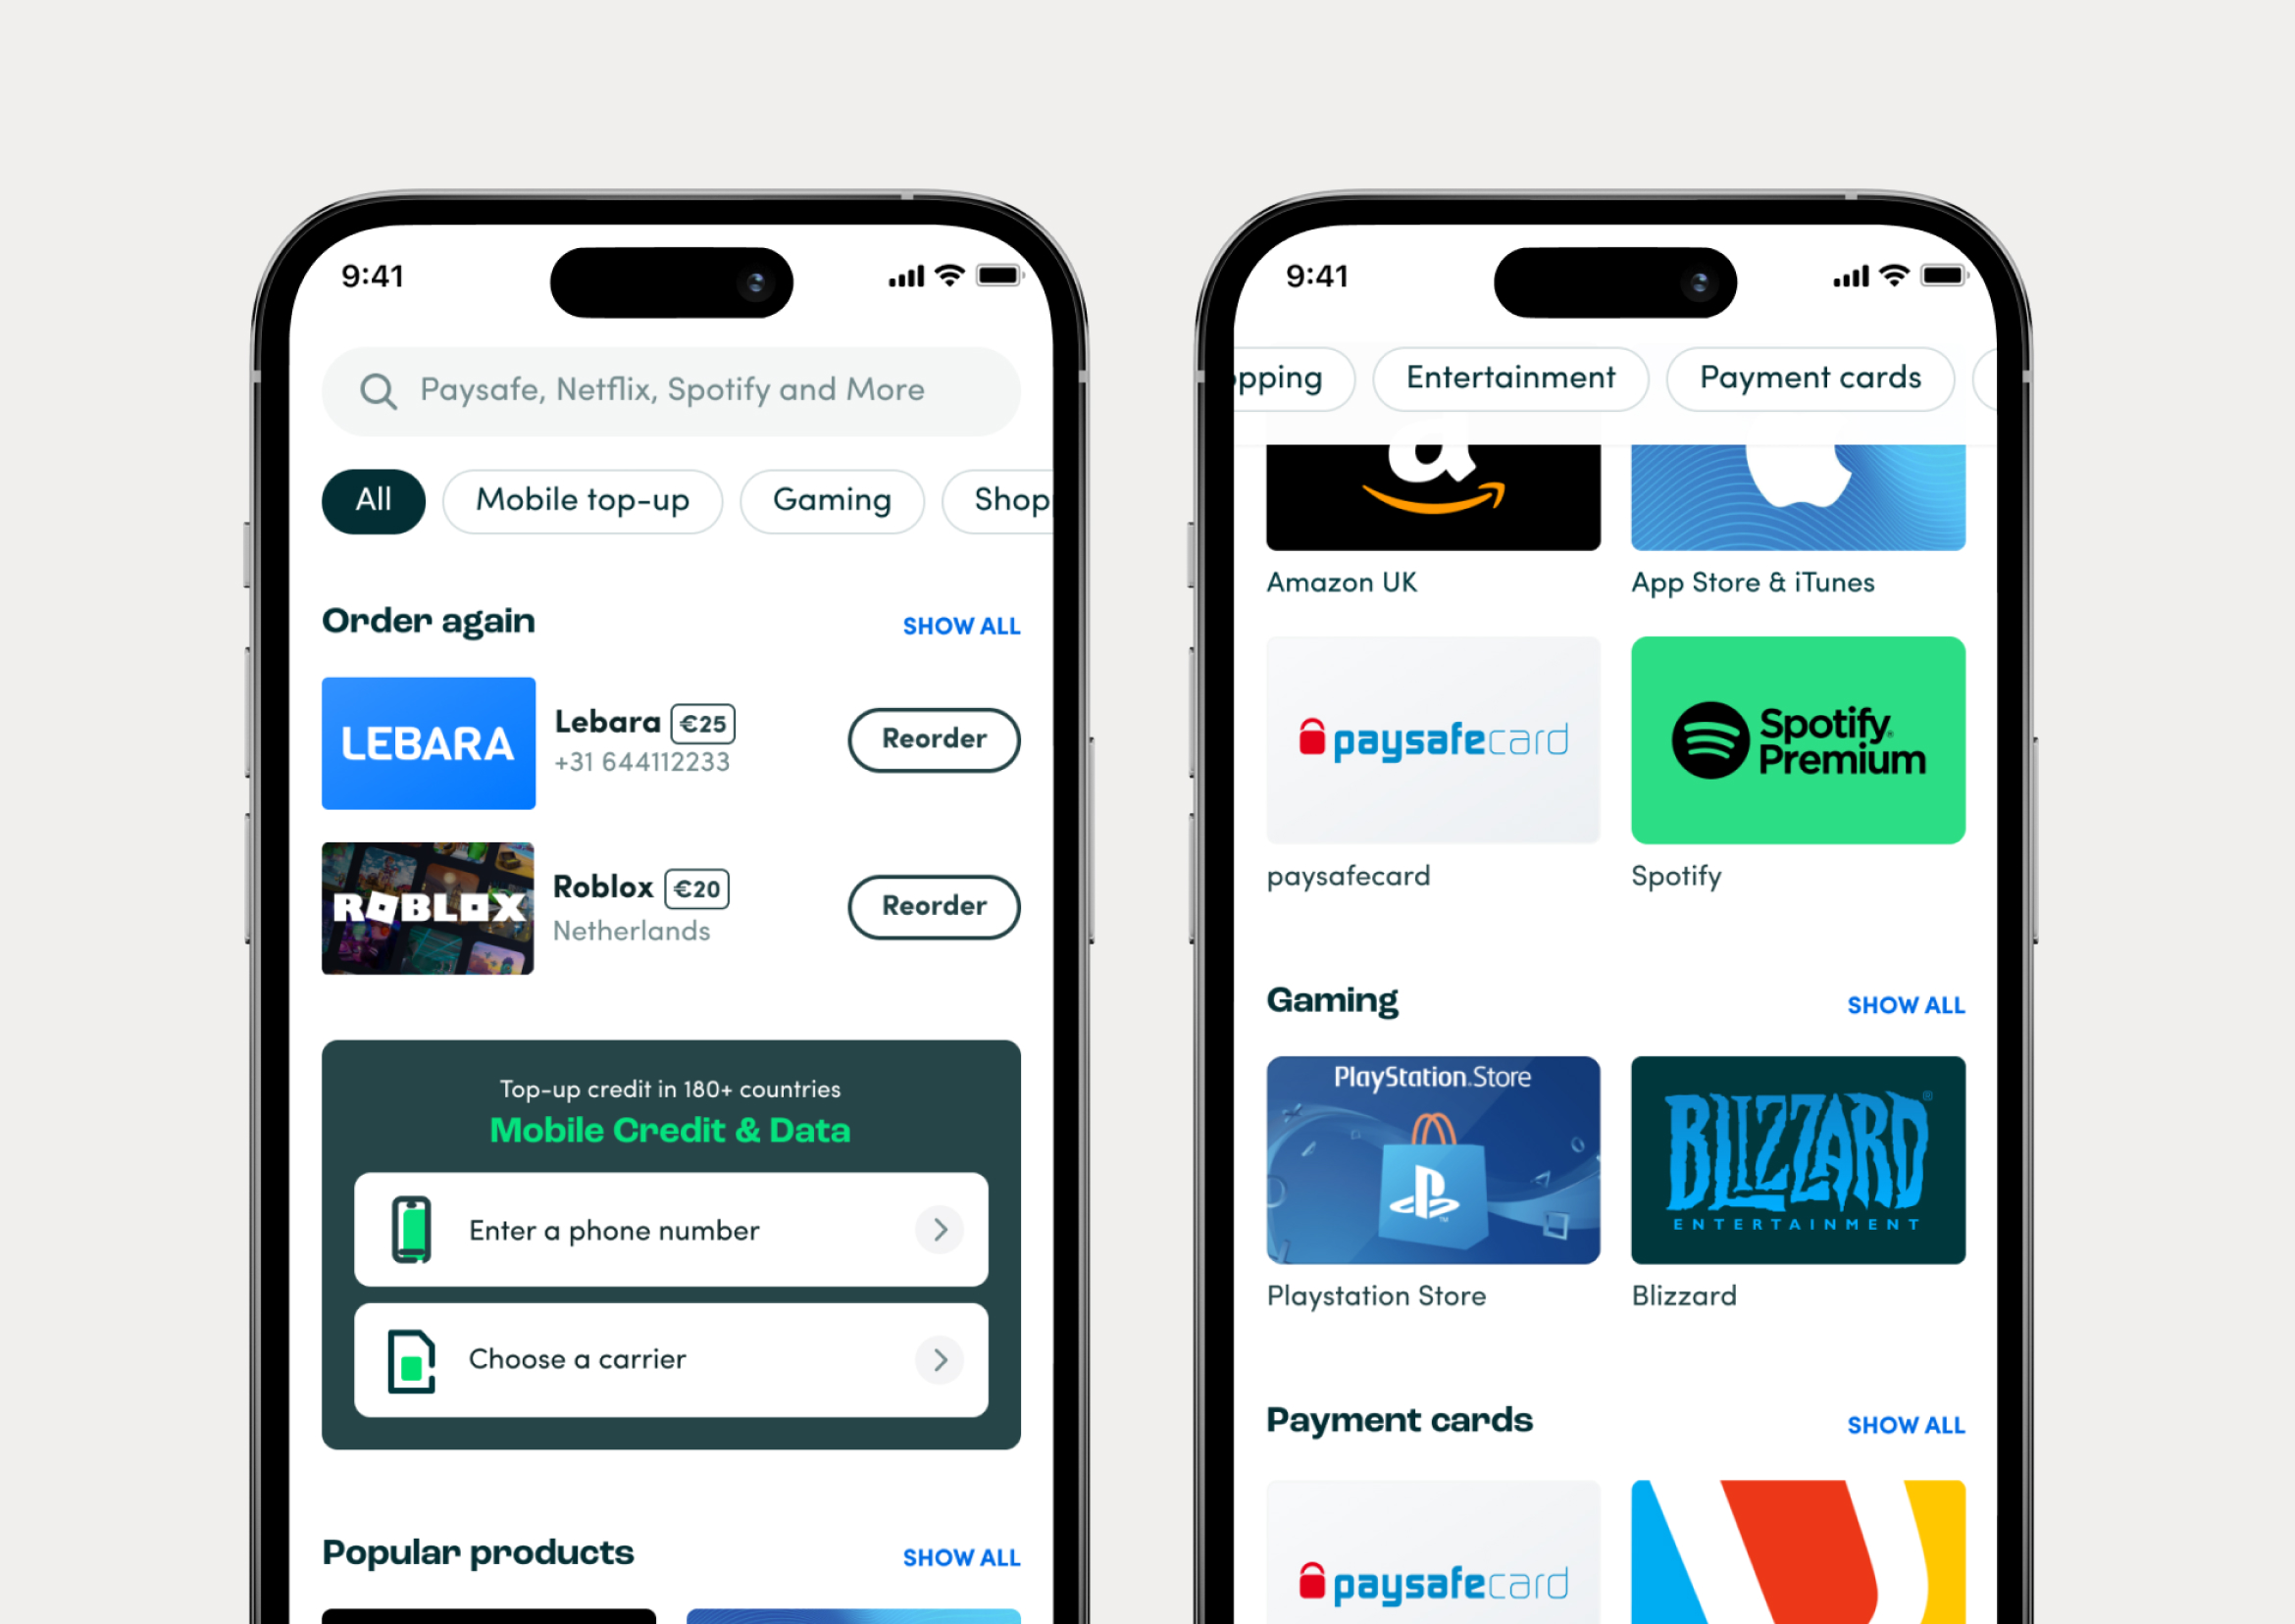 9:41
Paysafe, Netflix, Spotify and More
All
Mobile top-up
Gaming
Shop
Order again
SHOW ALL
LEBARA
Lebara €25
+31 644112233
Reorder
ROBLOX
Roblox €20
Netherlands
Reorder
Top-up credit in 180+ countries
Mobile Credit & Data
Enter a phone number
Choose a carrier
Popular products
SHOW ALL
9:41
pping
Entertainment
Payment cards
a
Amazon UK
App Store & iTunes
paysafecard
Spotify®
Premium
paysafecard
Spotify
Gaming
SHOW ALL
PlayStation.Store
™
BLIZZARD®
ENTERTAINMENT
Playstation Store
Blizzard
Payment cards
SHOW ALL
paysafecard